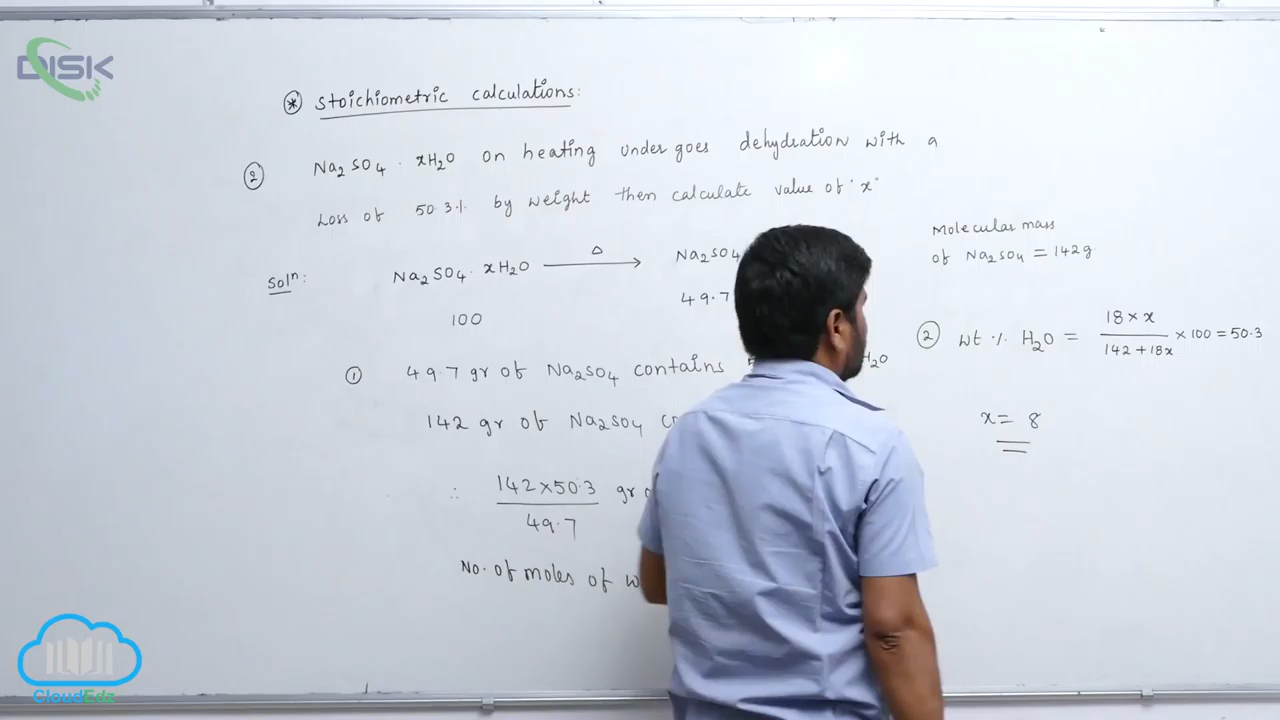 DISK
* Stoichiometric calculations:
2 Na2SO4 . xH2O on heating under goes dehydration with a
Loss of 50.3% by weight then calculate value of "x"
Soln: Na2SO4. xH2O Δ → Na2SO4
100 49.7
1 49.7 gr of Na2SO4 contains H2O
142 gr of Na2SO4
∴ 142×50.3 / 49.7 gr
No. of moles of
Molecular mass
of Na2SO4 = 142g.
2 wt % H2O = 18 × x / 142 + 18x × 100 = 50.3
x = 8
CloudEdz